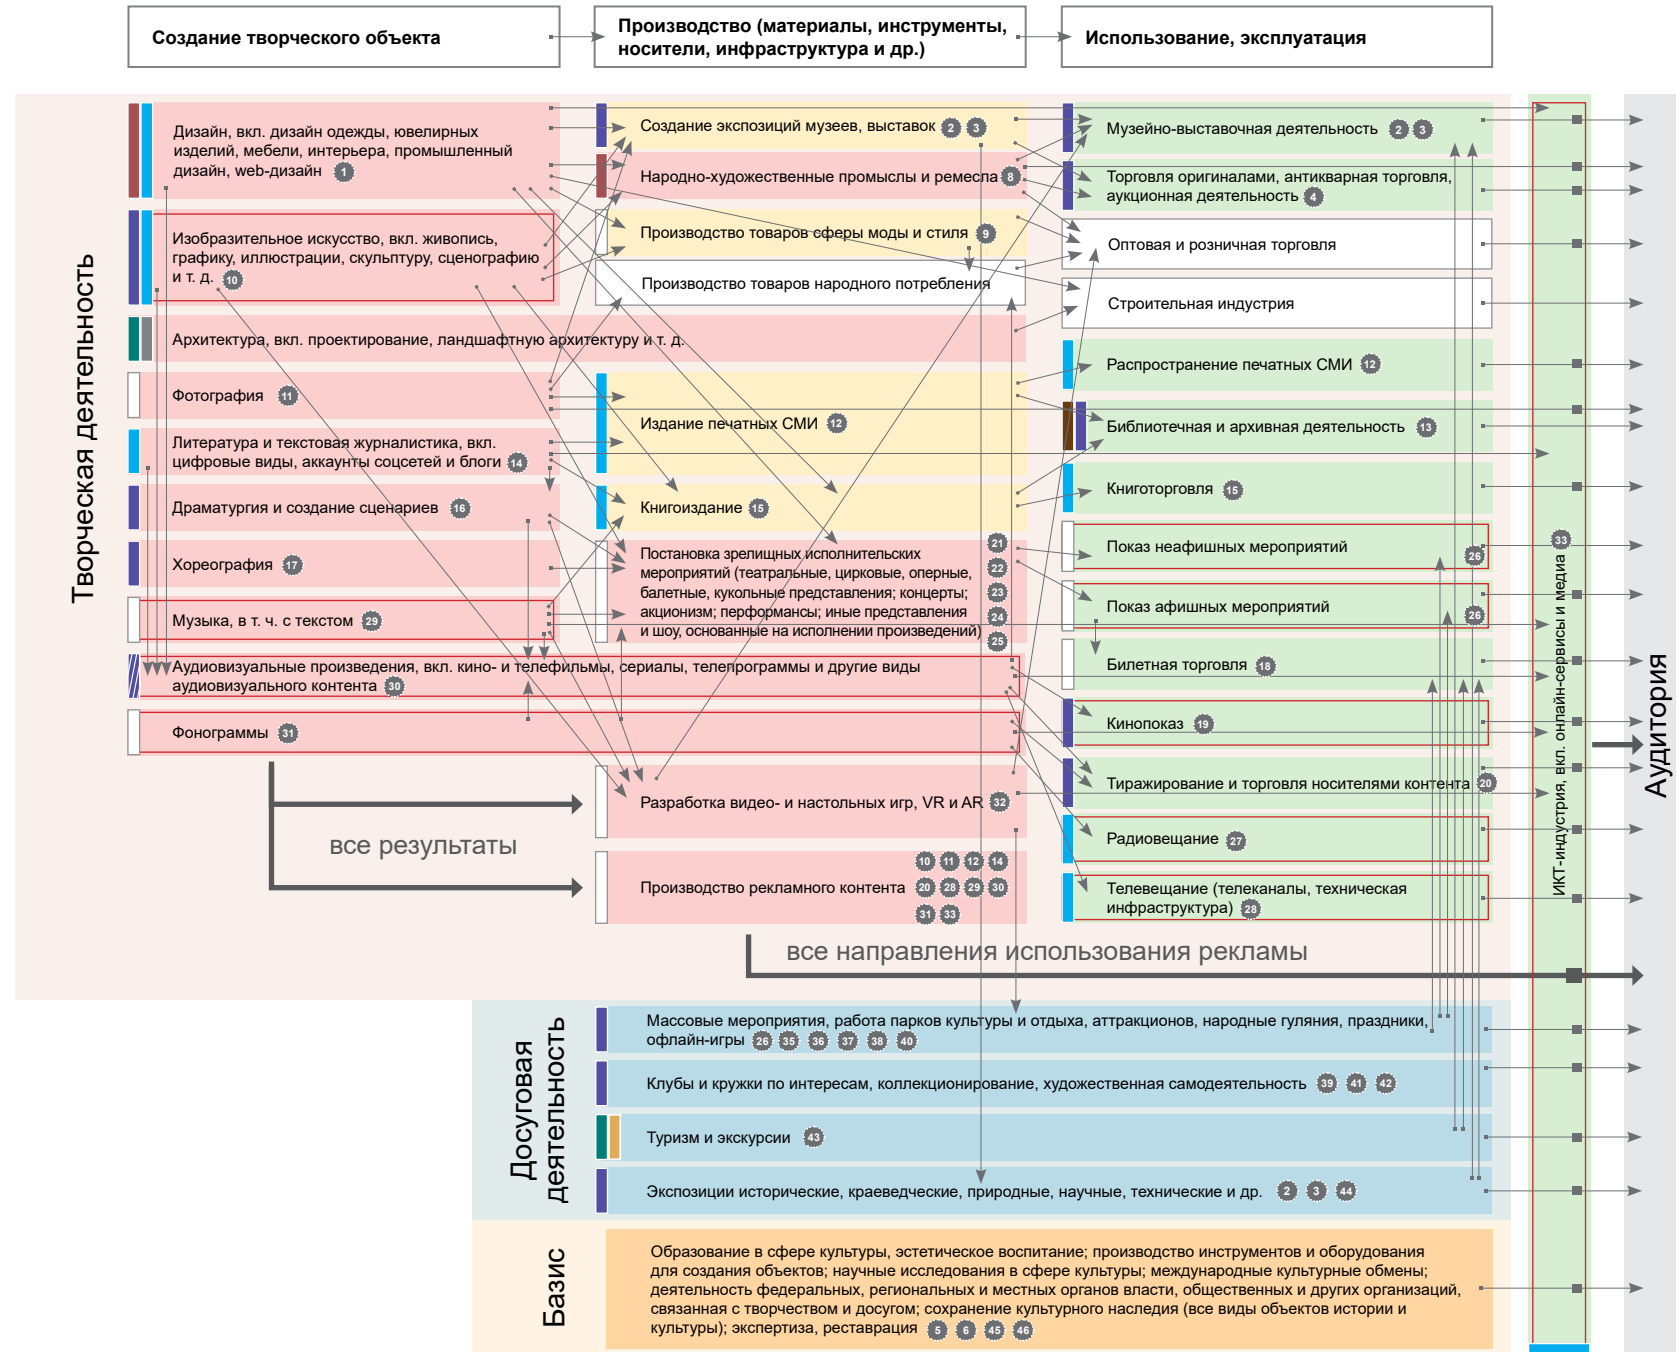 Создание творческого объекта
Производство (материалы, инструменты,
носители, инфраструктура и др.)
Использование, эксплуатация
Творческая деятельность
Дизайн, вкл. дизайн одежды, ювелирных
изделий, мебели, интерьера, промышленный
дизайн, web-дизайн 1
Изобразительное искусство, вкл. живопись,
графику, иллюстрации, скульптуру, сценографию
и т. д. 10
Архитектура, вкл. проектирование, ландшафтную архитектуру и т. д.
Фотография 11
Литература и текстовая журналистика, вкл.
цифровые виды, аккаунты соцсетей и блоги 14
Драматургия и создание сценариев 16
Хореография 17
Музыка, в т. ч. с текстом 29
Аудиовизуальные произведения, вкл. кино- и телефильмы, сериалы, телепрограммы и другие виды
аудиовизуального контента 30
Фонограммы 31
все результаты
Создание экспозиций музеев, выставок 2 3
Народно-художественные промыслы и ремесла 8
Производство товаров сферы моды и стиля 9
Производство товаров народного потребления
Издание печатных СМИ 12
Книгоиздание 15
Постановка зрелищных исполнительских
мероприятий (театральные, цирковые, оперные,
балетные, кукольные представления; концерты;
акционизм; перформансы; иные представления
и шоу, основанные на исполнении произведений)
21
22
23
24
25
Разработка видео- и настольных игр, VR и AR 32
Производство рекламного контента
10 11 12 14
20 28 29 30
31 33
все направления использования рекламы
Музейно-выставочная деятельность 2 3
Торговля оригиналами, антикварная торговля,
аукционная деятельность 4
Оптовая и розничная торговля
Строительная индустрия
Распространение печатных СМИ 12
Библиотечная и архивная деятельность 13
Книготорговля 15
Показ неафишных мероприятий 26
Показ афишных мероприятий 26
Билетная торговля 18
Кинопоказ 19
Тиражирование и торговля носителями контента 20
Радиовещание 27
Телевещание (телеканалы, техническая
инфраструктура) 28
ИКТ-индустрия, вкл. онлайн-сервисы и медиа 33
Аудитория
Досуговая
деятельность
Массовые мероприятия, работа парков культуры и отдыха, аттракционов, народные гуляния, праздники,
офлайн-игры 26 35 36 37 38 40
Клубы и кружки по интересам, коллекционирование, художественная самодеятельность 39 41 42
Туризм и экскурсии 43
Экспозиции исторические, краеведческие, природные, научные, технические и др. 2 3 44
Базис
Образование в сфере культуры, эстетическое воспитание; производство инструментов и оборудования
для создания объектов; научные исследования в сфере культуры; международные культурные обмены;
деятельность федеральных, региональных и местных органов власти, общественных и других организаций,
связанная с творчеством и досугом; сохранение культурного наследия (все виды объектов истории и
культуры); экспертиза, реставрация 5 6 45 46